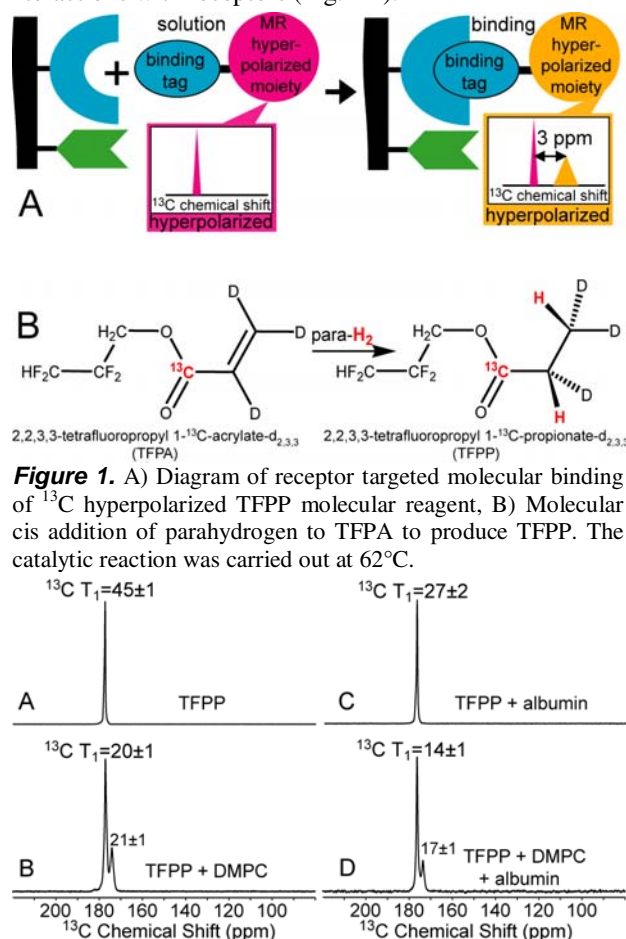 solution
binding
MR hyper-polarized moiety
binding tag
MR hyper-polarized moiety
binding tag
3 ppm
¹³C chemical shift
hyperpolarized
¹³C chemical shift
hyperpolarized
A
B
D
H
D
H₂C
O
D
para-H₂
H₂C
O
D
HF₂C
CF₂
¹³C
HF₂C
CF₂
¹³C
D
O
D
O
H
2,2,3,3-tetrafluoropropyl 1-¹³C-acrylate-d₂,₃,₃
(TFPA)
2,2,3,3-tetrafluoropropyl 1-¹³C-propionate-d₂,₃,₃
(TFPP)
Figure 1. A) Diagram of receptor targeted molecular binding
of ¹³C hyperpolarized TFPP molecular reagent, B) Molecular
cis addition of parahydrogen to TFPA to produce TFPP. The
catalytic reaction was carried out at 62°C.
¹³C T₁=45±1
A
TFPP
¹³C T₁=27±2
C
TFPP + albumin
¹³C T₁=20±1
21±1
B
TFPP + DMPC
¹³C T₁=14±1
17±1
D
TFPP + DMPC
+ albumin
220 180 140 100
¹³C Chemical Shift (ppm)
220 180 140 100
¹³C Chemical Shift (ppm)